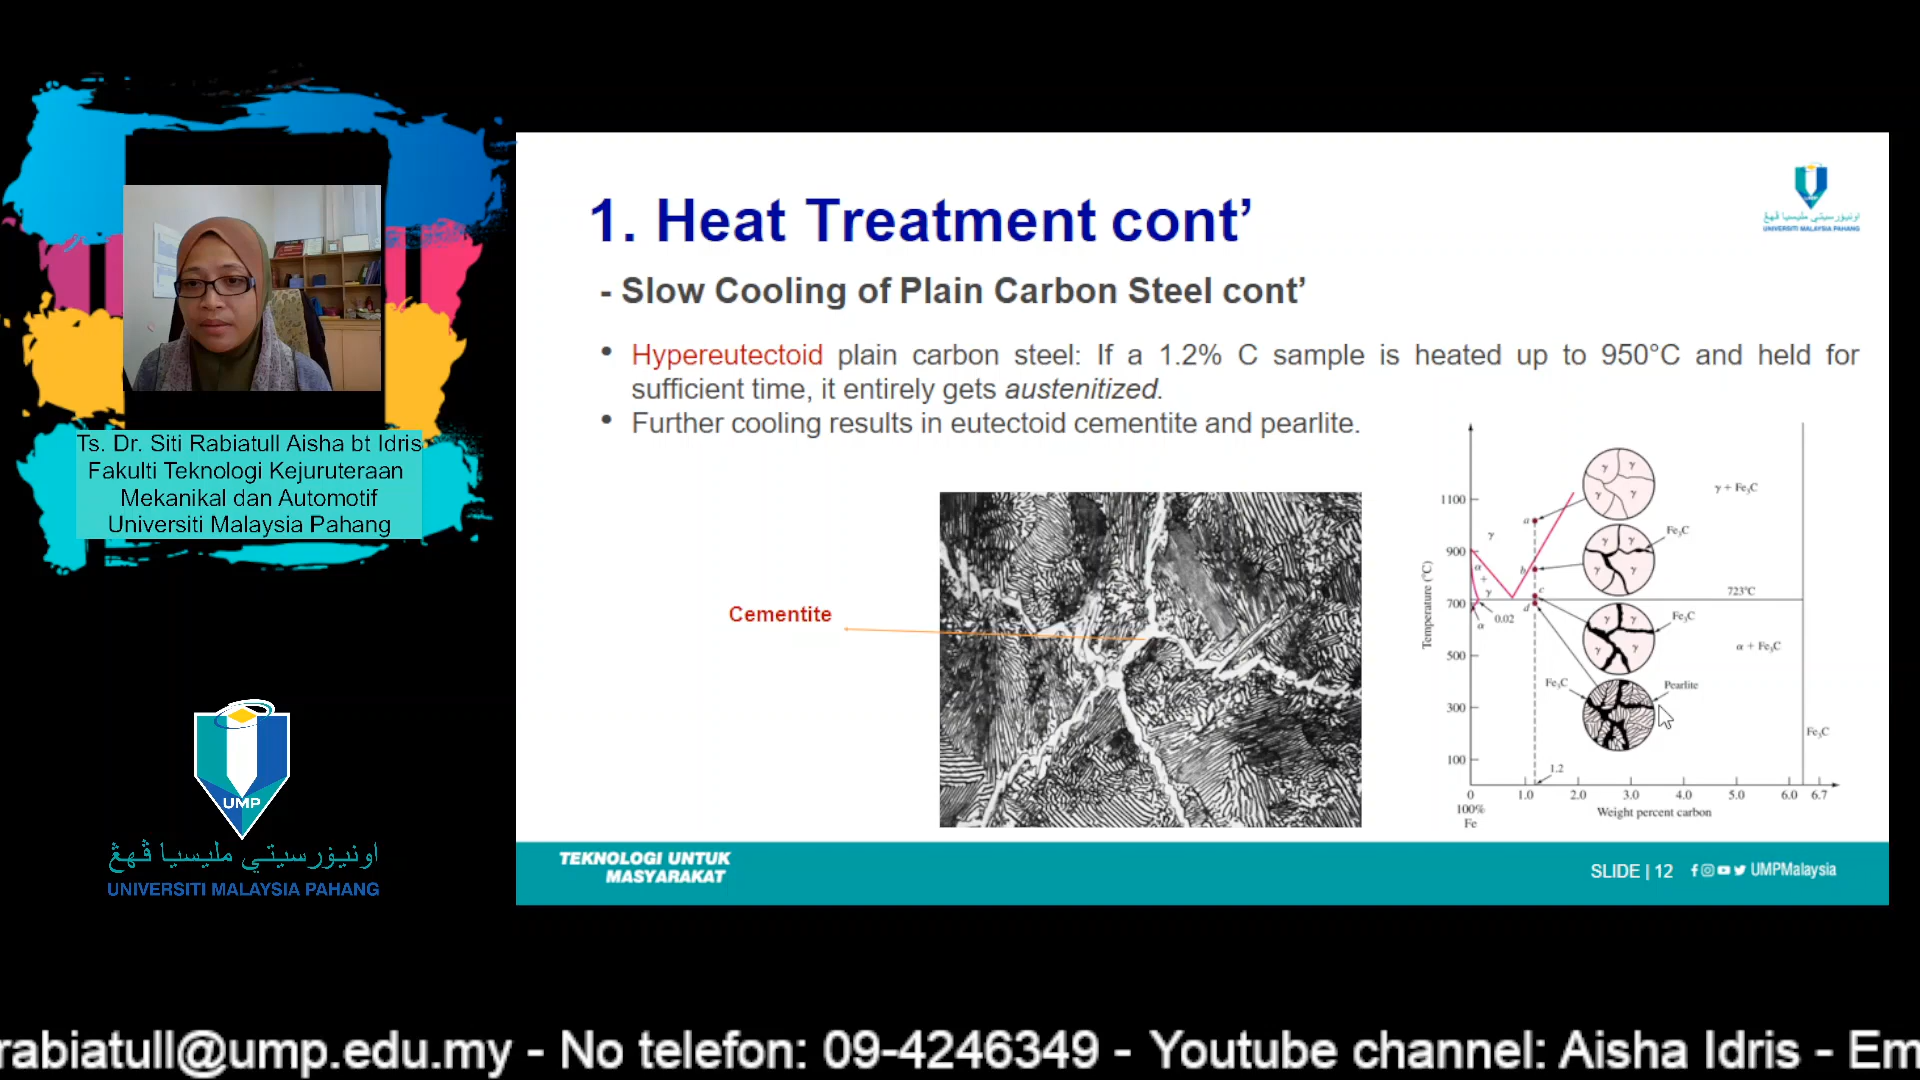 Ts. Dr. Siti Rabiatull Aisha bt Idris
Fakulti Teknologi Kejuruteraan
Mekanikal dan Automotif
Universiti Malaysia Pahang
UMP
اونيۏرسيتي مليسيا ڤهڠ
UNIVERSITI MALAYSIA PAHANG
اونيۏرسيتي مليسيا ڤهڠ
UNIVERSITI MALAYSIA PAHANG
1. Heat Treatment cont’
- Slow Cooling of Plain Carbon Steel cont’
• Hypereutectoid plain carbon steel: If a 1.2% C sample is heated up to 950°C and held for
sufficient time, it entirely gets austenitized.
• Further cooling results in eutectoid cementite and pearlite.
Cementite
Temperature (°C)
1100
900
700
500
300
100
γ
α
+
γ
α
0.02
a
b
c
d
γ γ
γ γ
γ + Fe₃C
Fe₃C
γ γ
γ γ
723°C
Fe₃C
γ γ
γ γ
α + Fe₃C
Fe₃C
Pearlite
Fe₃C
1.2
0 1.0 2.0 3.0 4.0 5.0 6.0 6.7
100%
Fe
Weight percent carbon
TEKNOLOGI UNTUK
MASYARAKAT
SLIDE | 12
UMPMalaysia
rabiatull@ump.edu.my - No telefon: 09-4246349 - Youtube channel: Aisha Idris - Em